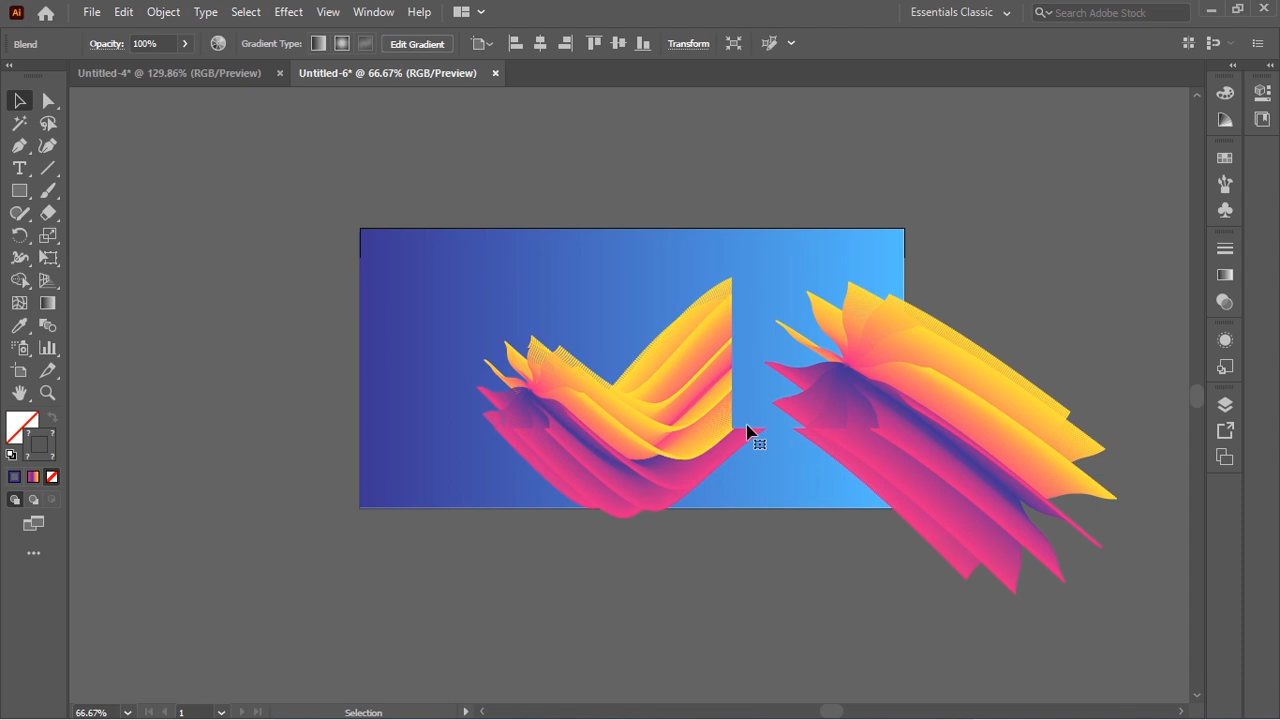 Ai File Edit Object Type Select Effect View Window Help Essentials Classic Search Adobe Stock
Blend Opacity: 100% Gradient Type: Edit Gradient Transform
Untitled-4* @ 129.86% (RGB/Preview) × Untitled-6* @ 66.67% (RGB/Preview) ×
T
? ?
? ?
66.67% 1 Selection